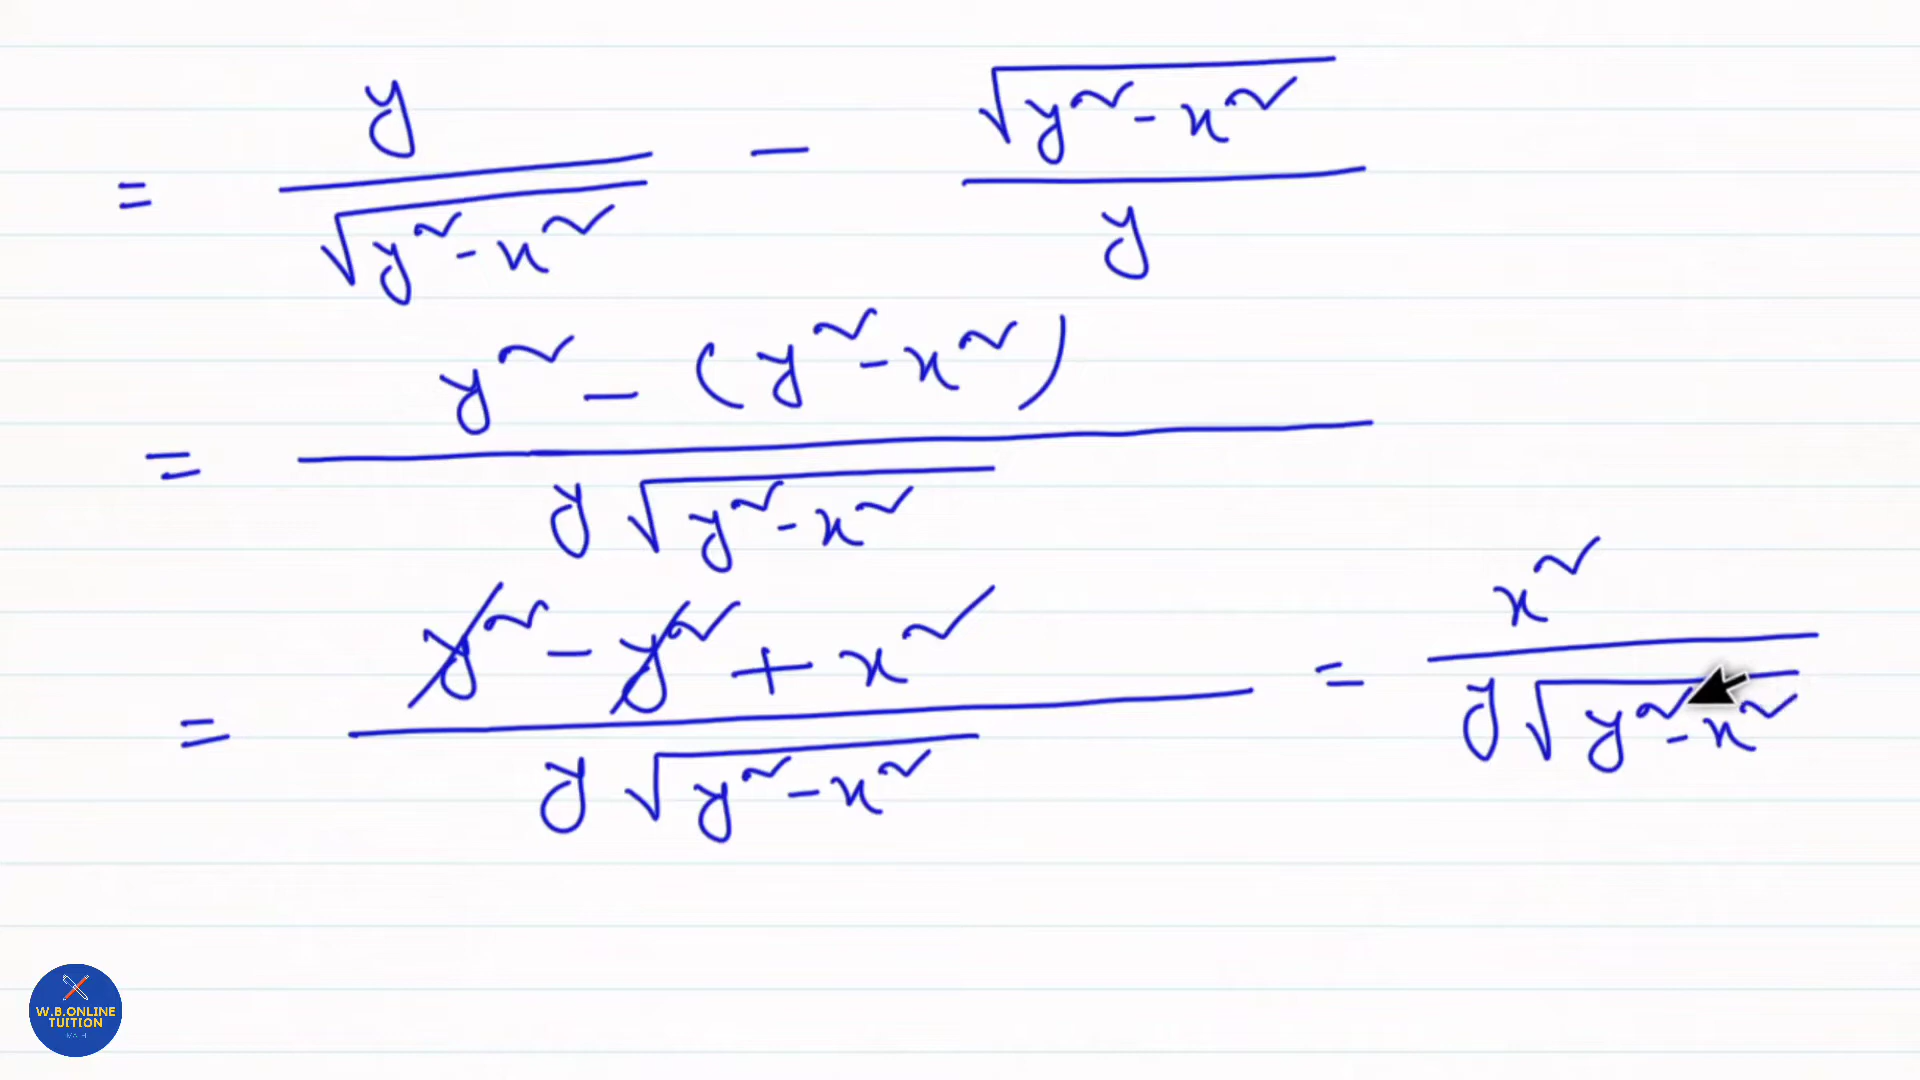 = y / √(y² - x²) - √(y² - x²) / y
= (y² - (y² - x²)) / (y √(y² - x²))
= (y² - y² + x²) / (y √(y² - x²)) = x² / (y √(y² - x²))
W.B.ONLINE
TUITION
MATH